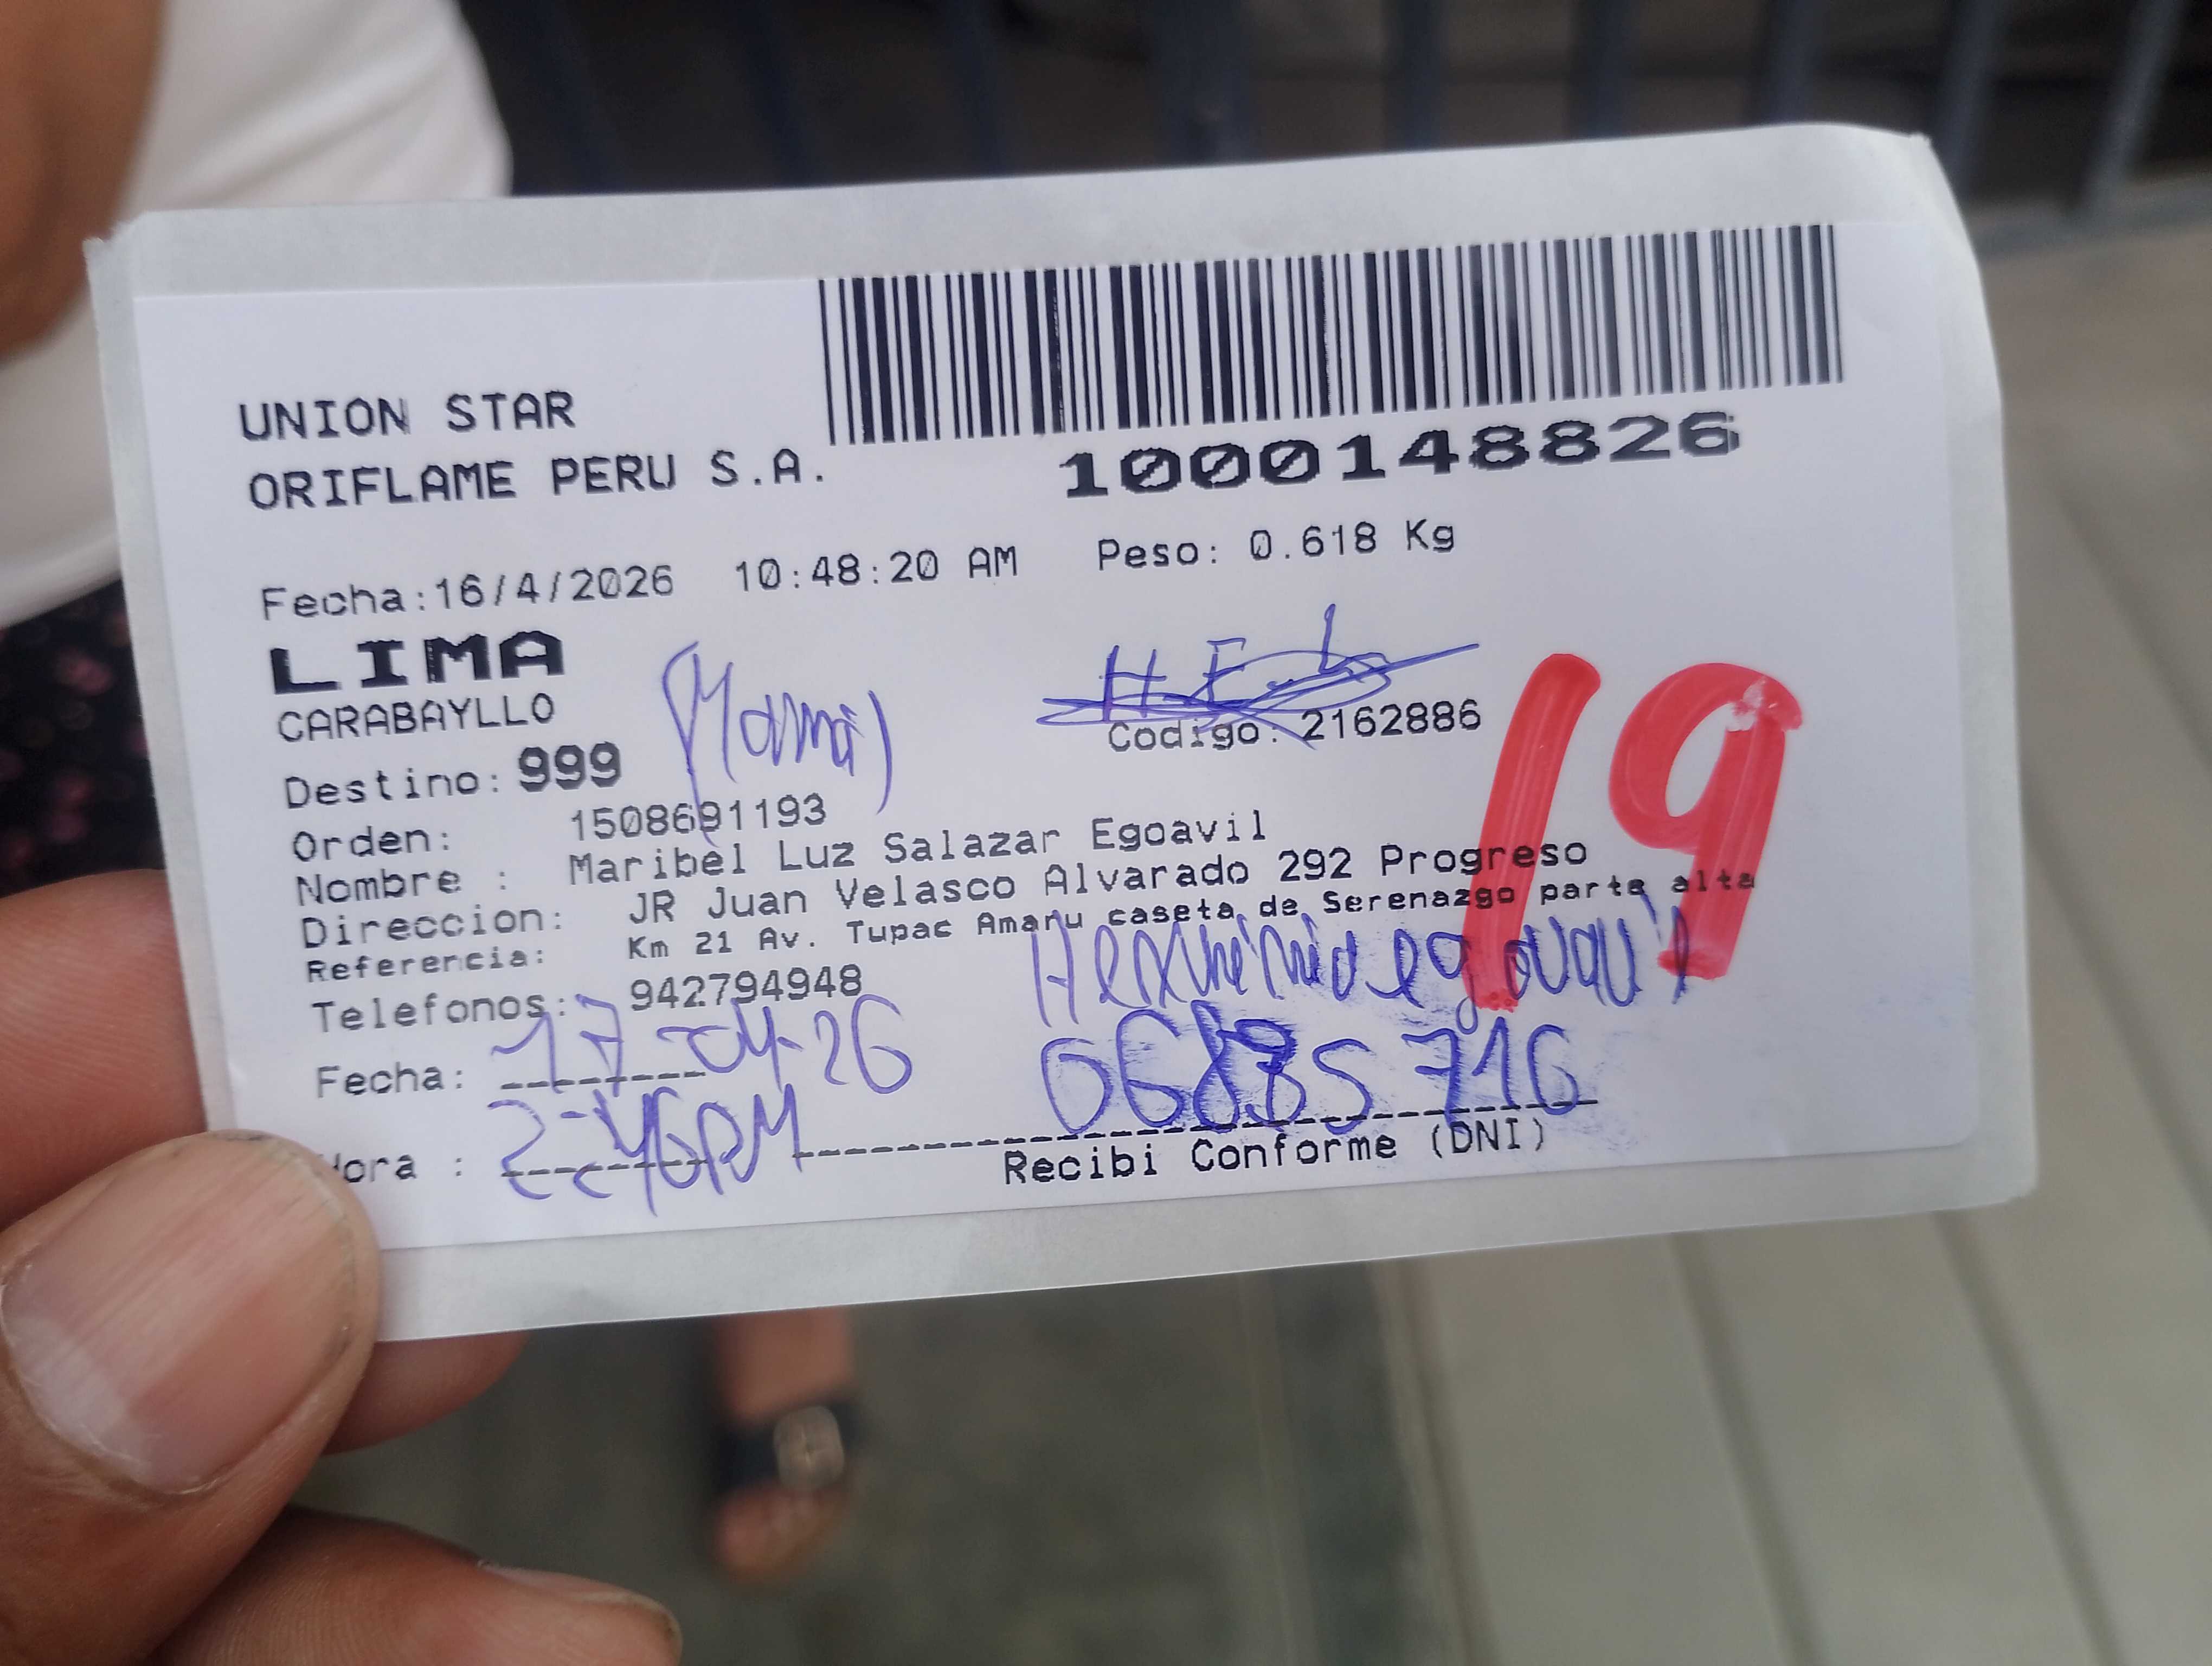 UNION STAR
ORIFLAME PERU S.A.
1000148826
Fecha:16/4/2026 10:48:20 AM Peso: 0.618 Kg
LIMA
CARABAYLLO
(Mamá)
H.E.
Codigo: 2162886
19
Destino: 999
Orden: 1508691193
Nombre : Maribel Luz Salazar Egoavil
Direccion: JR Juan Velasco Alvarado 292 Progreso
Referencia: Km 21 Av. Tupac Amaru caseta de Serenazgo parte alta
Telefonos: 942794948
Fecha: 17-04-26
Hora : 2:46PM
Recibi Conforme (DNI)